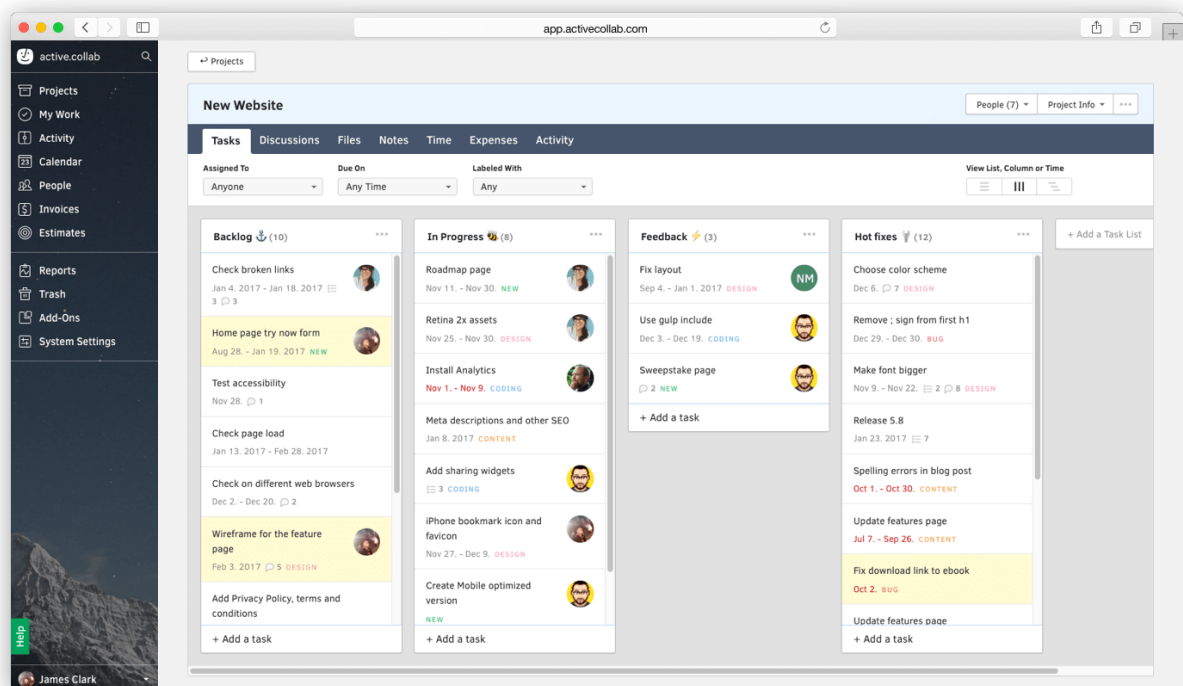 app.activecollab.com
active.collab
Projects
My Work
Activity
23 Calendar
People
Invoices
Estimates
Reports
Trash
Add-Ons
System Settings
Help
James Clark
Projects
New Website
People (7)
Project Info
Tasks Discussions Files Notes Time Expenses Activity
Assigned To
Anyone
Due On
Any Time
Labeled With
Any
View List, Column or Time
Backlog (10)
Check broken links
Jan 4. 2017 - Jan 18. 2017
3 3
Home page try now form
Aug 28. - Jan 19. 2017 NEW
Test accessibility
Nov 28. 1
Check page load
Jan 13. 2017 - Feb 28. 2017
Check on different web browsers
Dec 2. - Dec 20. 2
Wireframe for the feature
page
Feb 3. 2017 5 DESIGN
Add Privacy Policy, terms and
conditions
+ Add a task
In Progress (8)
Roadmap page
Nov 11. - Nov 30. NEW
Retina 2x assets
Nov 25. - Nov 30. DESIGN
Install Analytics
Nov 1. - Nov 9. CODING
Meta descriptions and other SEO
Jan 8. 2017 CONTENT
Add sharing widgets
3 CODING
iPhone bookmark icon and
favicon
Nov 27. - Dec 9. DESIGN
Create Mobile optimized
version
NEW
+ Add a task
Feedback (3)
Fix layout
Sep 4. - Jan 1. 2017 DESIGN
NM
Use gulp include
Dec 3. - Dec 19. CODING
Sweepstake page
2 NEW
+ Add a task
Hot fixes (12)
Choose color scheme
Dec 6. 7 DESIGN
Remove ; sign from first h1
Dec 29. - Dec 30. BUG
Make font bigger
Nov 9. - Nov 22. 2 8 DESIGN
Release 5.8
Jan 23. 2017 7
Spelling errors in blog post
Oct 1. - Oct 30. CONTENT
Update features page
Jul 7. - Sep 26. CONTENT
Fix download link to ebook
Oct 2. BUG
Update features page
+ Add a task
+ Add a Task List